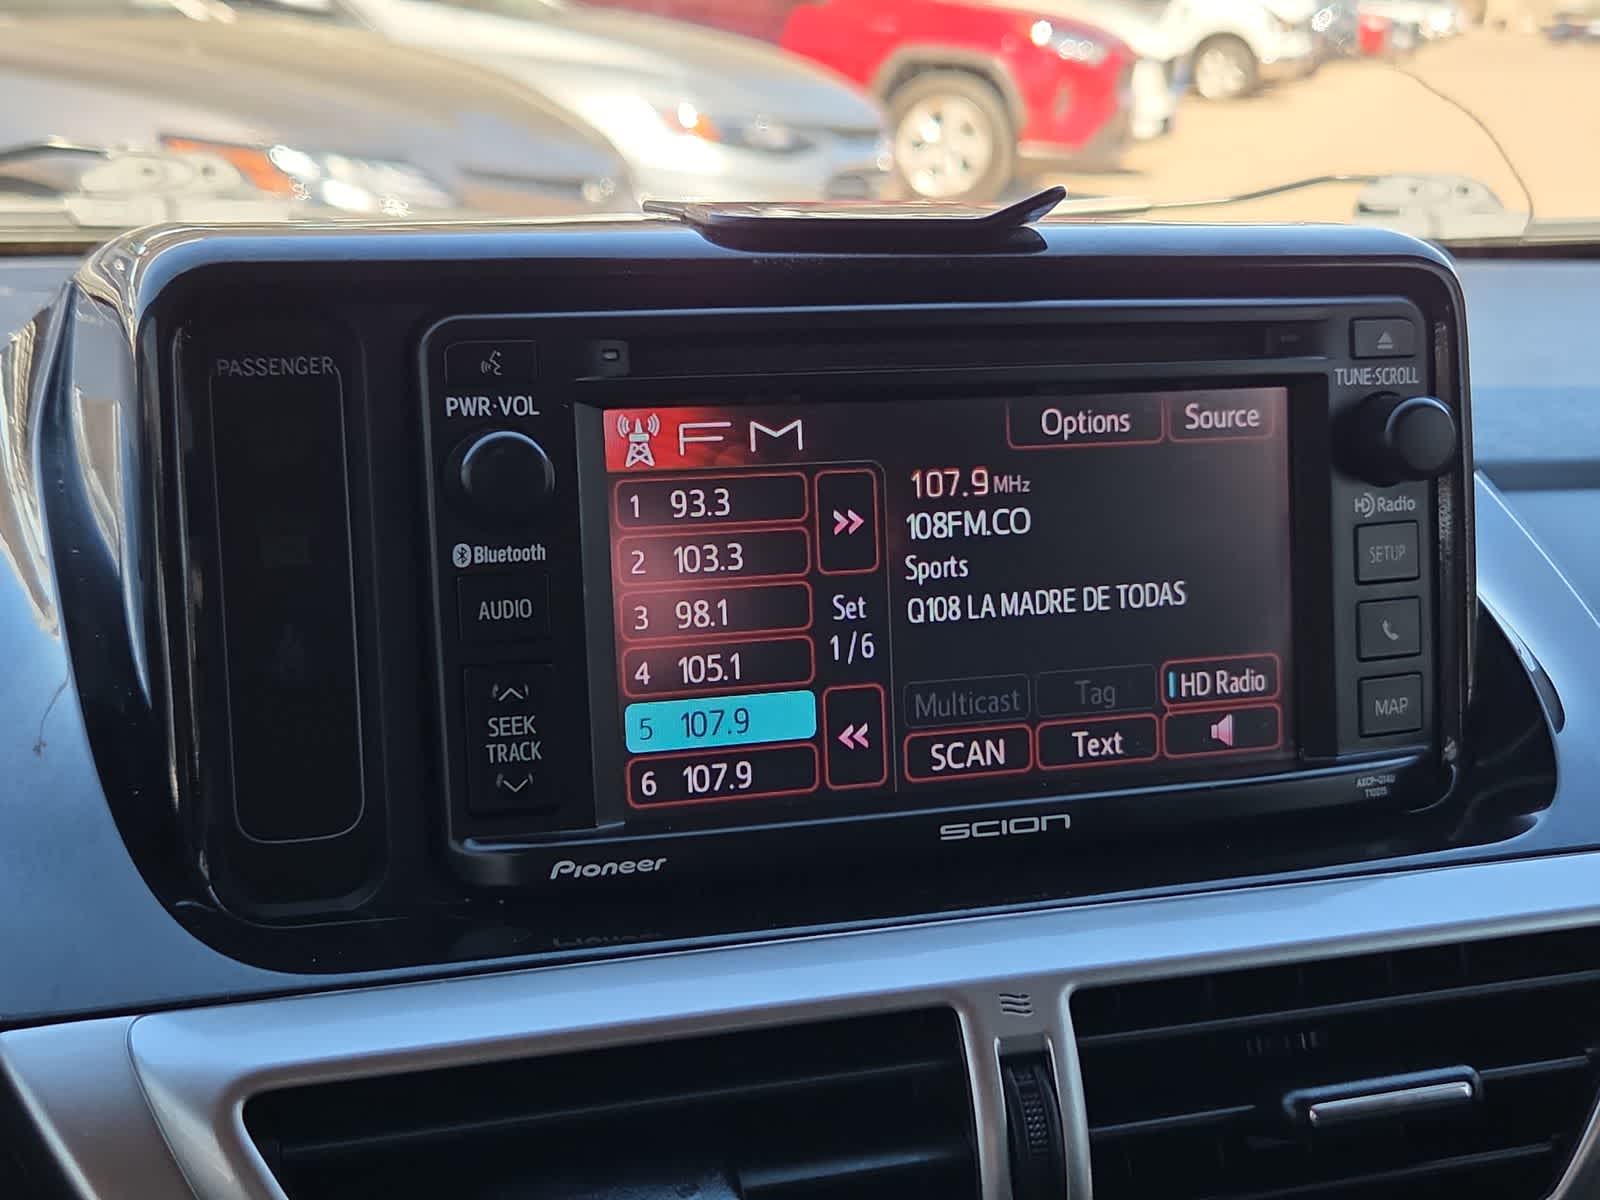 PASSENGER
PWR·VOL
Bluetooth
AUDIO
SEEK
TRACK
FM
Options
Source
1 93.3
2 103.3
3 98.1
4 105.1
5 107.9
6 107.9
>>
Set
1/6
<<
107.9 MHz
108FM.CO
Sports
Q108 LA MADRE DE TODAS
Multicast
Tag
HD Radio
SCAN
Text
TUNE·SCROLL
HD Radio
SETUP
MAP
SCION
Pioneer